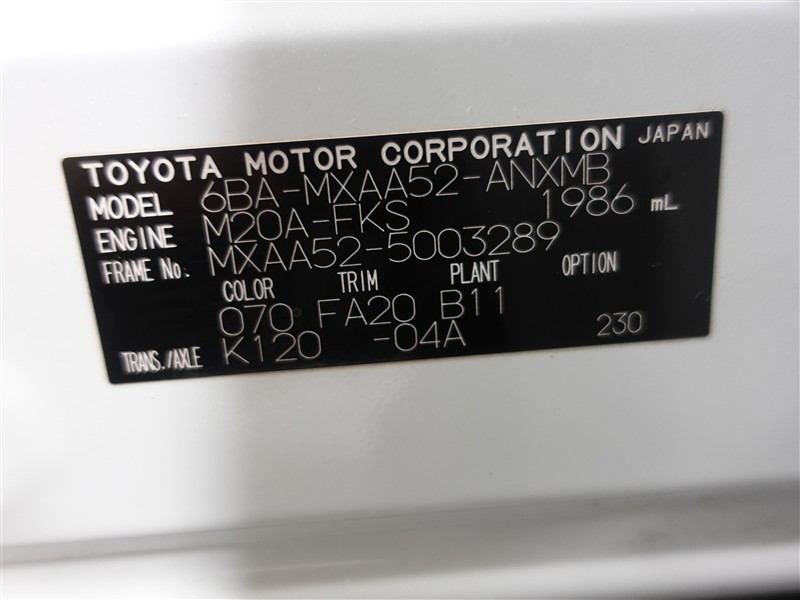 TOYOTA MOTOR CORPORATION JAPAN
MODEL 6BA-MXAA52-ANXMB
ENGINE M20A-FKS 1986 mL
FRAME No. MXAA52-5003289
COLOR TRIM PLANT OPTION
070 FA20 B11
TRANS./AXLE K120 -04A 230